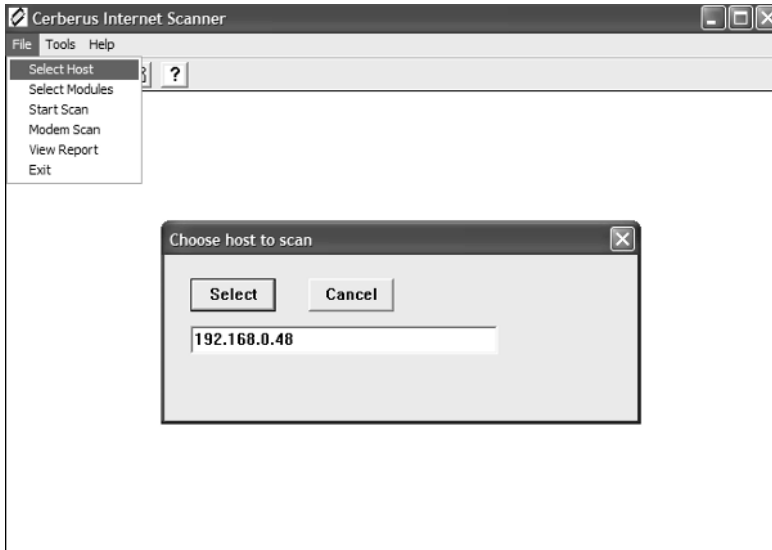 Cerberus Internet Scanner
File Tools Help
Select Host
Select Modules
Start Scan
Modem Scan
View Report
Exit
?
Choose host to scan
Select Cancel
192.168.0.48